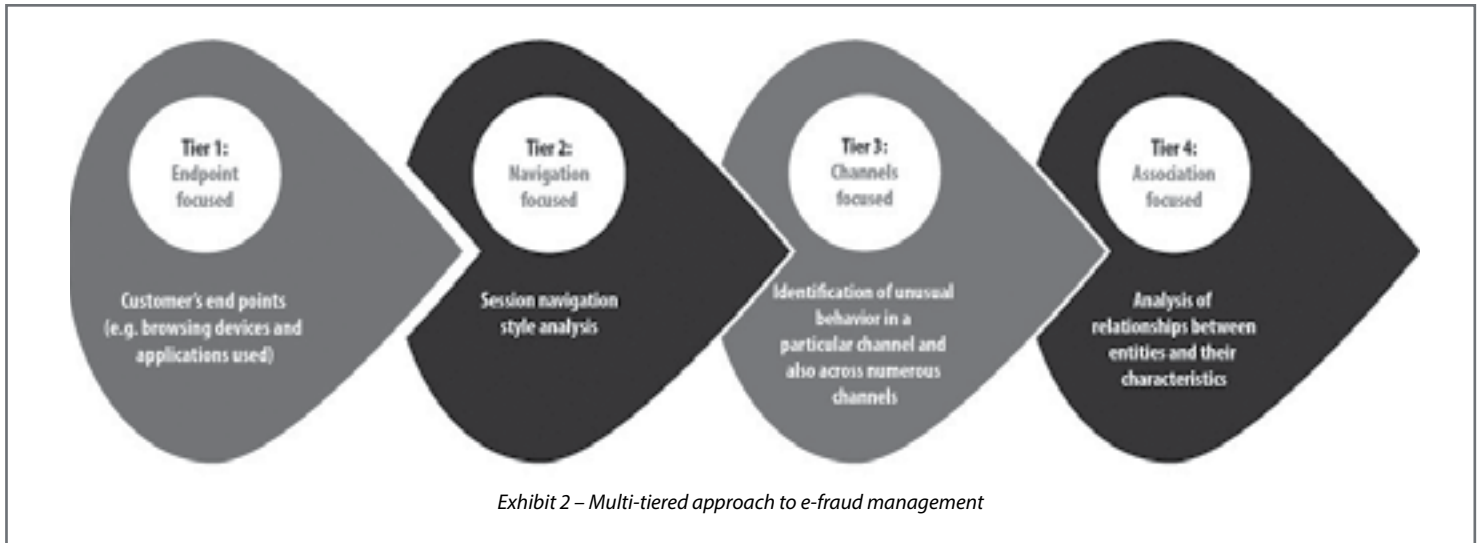 Tier 1:
Endpoint
focused
Customer's end points
(e.g. browsing devices and
applications used)
Tier 2:
Navigation
focused
Session navigation
style analysis
Tier 3:
Channels
focused
Identification of unusual
behavior in a
particular channel and
also across numerous
channels
Tier 4:
Association
focused
Analysis of
relationships between
entities and their
characteristics
Exhibit 2 – Multi-tiered approach to e-fraud management